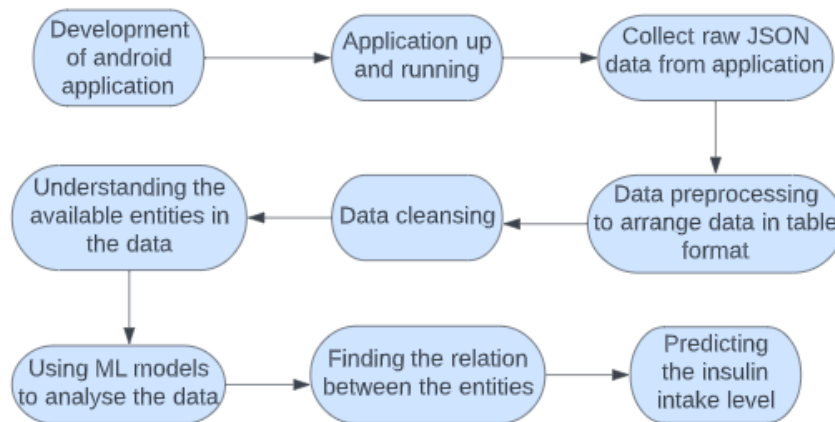 Development
of android
application
Application up
and running
Collect raw JSON
data from application
Data preprocessing
to arrange data in table
format
Data cleansing
Understanding the
available entities in
the data
Using ML models
to analyse the data
Finding the relation
between the entities
Predicting
the insulin
intake level